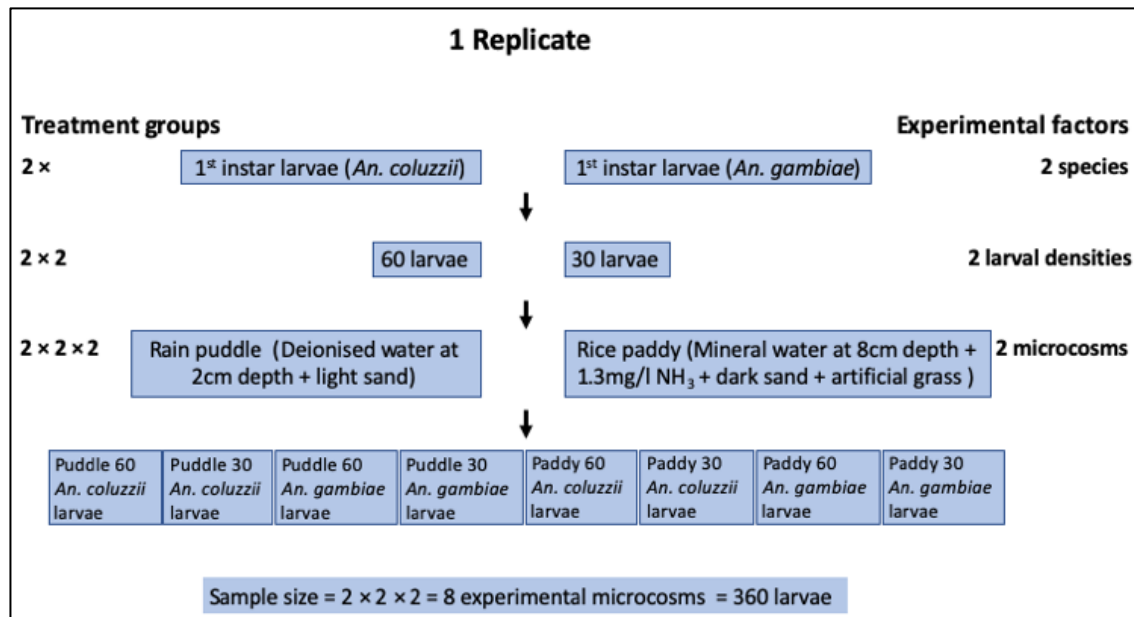 1 Replicate
Treatment groups
Experimental factors
2 ×
1st instar larvae (An. coluzzii)
1st instar larvae (An. gambiae)
2 species
2 × 2
60 larvae
30 larvae
2 larval densities
2 × 2 × 2
Rain puddle (Deionised water at
2cm depth + light sand)
Rice paddy (Mineral water at 8cm depth +
1.3mg/l NH₃ + dark sand + artificial grass )
2 microcosms
Puddle 60
An. coluzzii
larvae
Puddle 30
An. coluzzii
larvae
Puddle 60
An. gambiae
larvae
Puddle 30
An. gambiae
larvae
Paddy 60
An. coluzzii
larvae
Paddy 30
An. coluzzii
larvae
Paddy 60
An. gambiae
larvae
Paddy 30
An. gambiae
larvae
Sample size = 2 × 2 × 2 = 8 experimental microcosms = 360 larvae